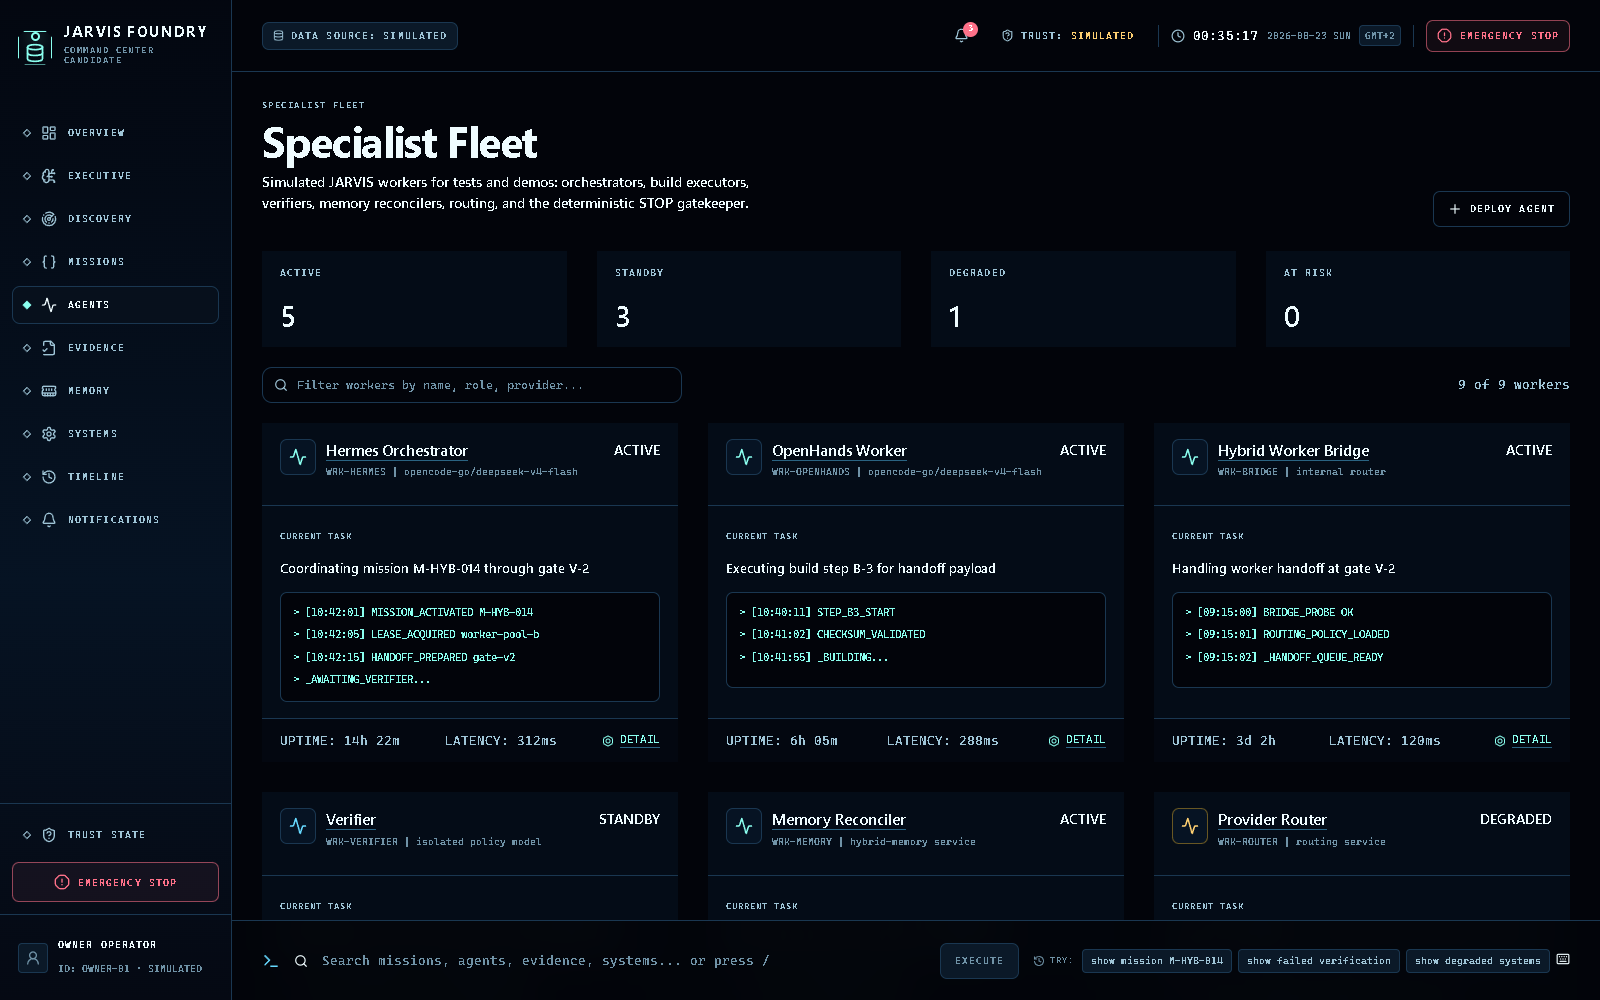 JARVIS FOUNDRY
COMMAND CENTER
CANDIDATE
DATA SOURCE: SIMULATED
3
TRUST: SIMULATED
00:35:17 2026-08-23 SUN GMT+2
EMERGENCY STOP
OVERVIEW
EXECUTIVE
DISCOVERY
MISSIONS
AGENTS
EVIDENCE
MEMORY
SYSTEMS
TIMELINE
NOTIFICATIONS
TRUST STATE
EMERGENCY STOP
OWNER OPERATOR
ID: OWNER-01 • SIMULATED
SPECIALIST FLEET
Specialist Fleet
Simulated JARVIS workers for tests and demos: orchestrators, build executors,
verifiers, memory reconcilers, routing, and the deterministic STOP gatekeeper.
DEPLOY AGENT
ACTIVE
5
STANDBY
3
DEGRADED
1
AT RISK
0
Filter workers by name, role, provider...
9 of 9 workers
Hermes Orchestrator ACTIVE
WRK-HERMES | opencode-go/deepseek-v4-flash
CURRENT TASK
Coordinating mission M-HYB-014 through gate V-2
> [10:42:01] MISSION_ACTIVATED M-HYB-014
> [10:42:05] LEASE_ACQUIRED worker-pool-b
> [10:42:15] HANDOFF_PREPARED gate-v2
> _AWAITING_VERIFIER...
UPTIME: 14h 22m LATENCY: 312ms DETAIL
OpenHands Worker ACTIVE
WRK-OPENHANDS | opencode-go/deepseek-v4-flash
CURRENT TASK
Executing build step B-3 for handoff payload
> [10:40:11] STEP_B3_START
> [10:41:02] CHECKSUM_VALIDATED
> [10:41:55] _BUILDING...
UPTIME: 6h 05m LATENCY: 288ms DETAIL
Hybrid Worker Bridge ACTIVE
WRK-BRIDGE | internal router
CURRENT TASK
Handling worker handoff at gate V-2
> [09:15:00] BRIDGE_PROBE OK
> [09:15:01] ROUTING_POLICY_LOADED
> [09:15:02] _HANDOFF_QUEUE_READY
UPTIME: 3d 2h LATENCY: 120ms DETAIL
Verifier STANDBY
WRK-VERIFIER | isolated policy model
CURRENT TASK
Memory Reconciler ACTIVE
WRK-MEMORY | hybrid-memory service
CURRENT TASK
Provider Router DEGRADED
WRK-ROUTER | routing service
CURRENT TASK
Search missions, agents, evidence, systems... or press /
EXECUTE
TRY:
show mission M-HYB-014
show failed verification
show degraded systems